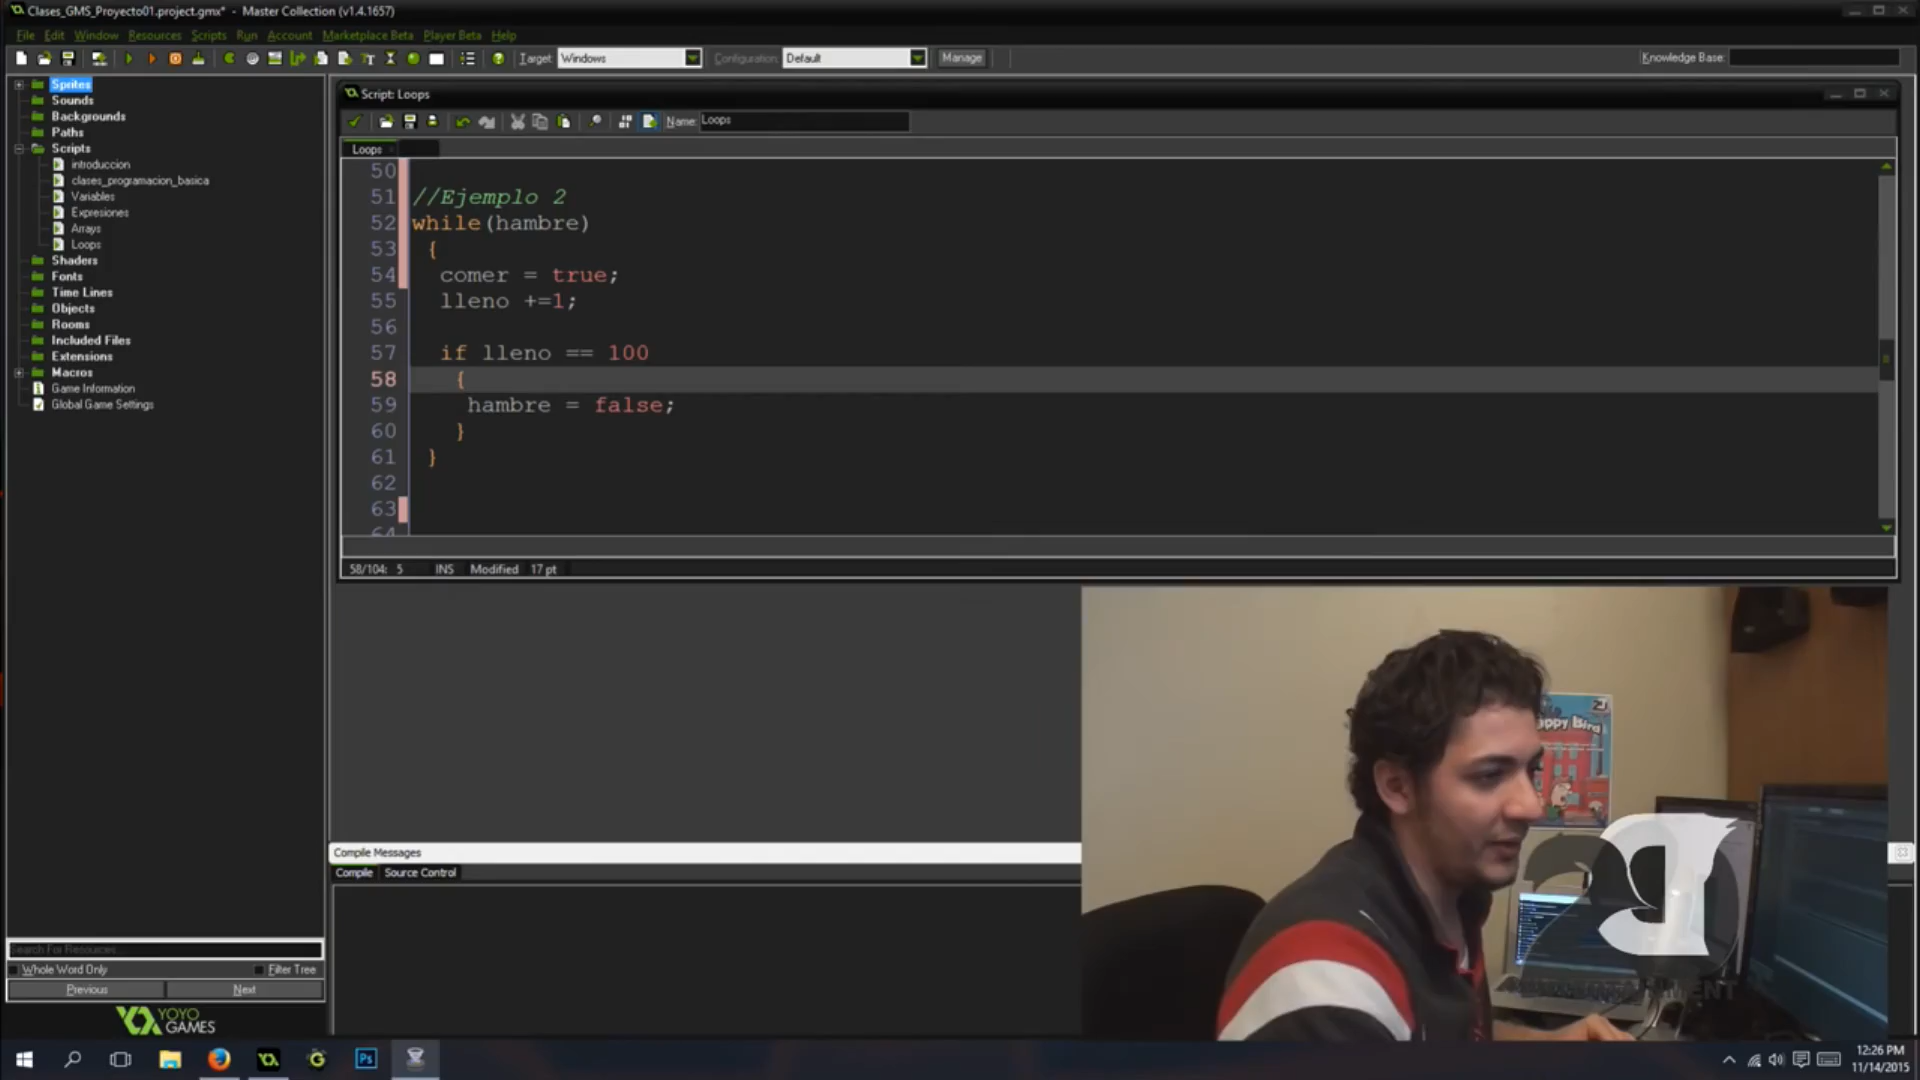 Clases_GMS_Proyecto01.project.gmx* - Master Collection (v1.4.1657)
File Edit Window Resources Scripts Run Account Marketplace Beta Player Beta Help
Target: Windows Configuration: Default Manage Knowledge Base:
Sprites
Sounds
Backgrounds
Paths
Scripts
introduccion
clases_programacion_basica
Variables
Expresiones
Arrays
Loops
Shaders
Fonts
Time Lines
Objects
Rooms
Included Files
Extensions
Macros
Game Information
Global Game Settings
Search For Resources
Whole Word Only Filter Tree
Previous Next
YOYO
GAMES
Script: Loops
Name: Loops
Loops
50
51 //Ejemplo 2
52 while(hambre)
53 {
54 comer = true;
55 lleno +=1;
56
57 if lleno == 100
58 {
59 hambre = false;
60 }
61 }
62
63
64
58/104: 5 INS Modified 17 pt
Compile Messages
Compile Source Control
Ps
12:26 PM
11/14/2015